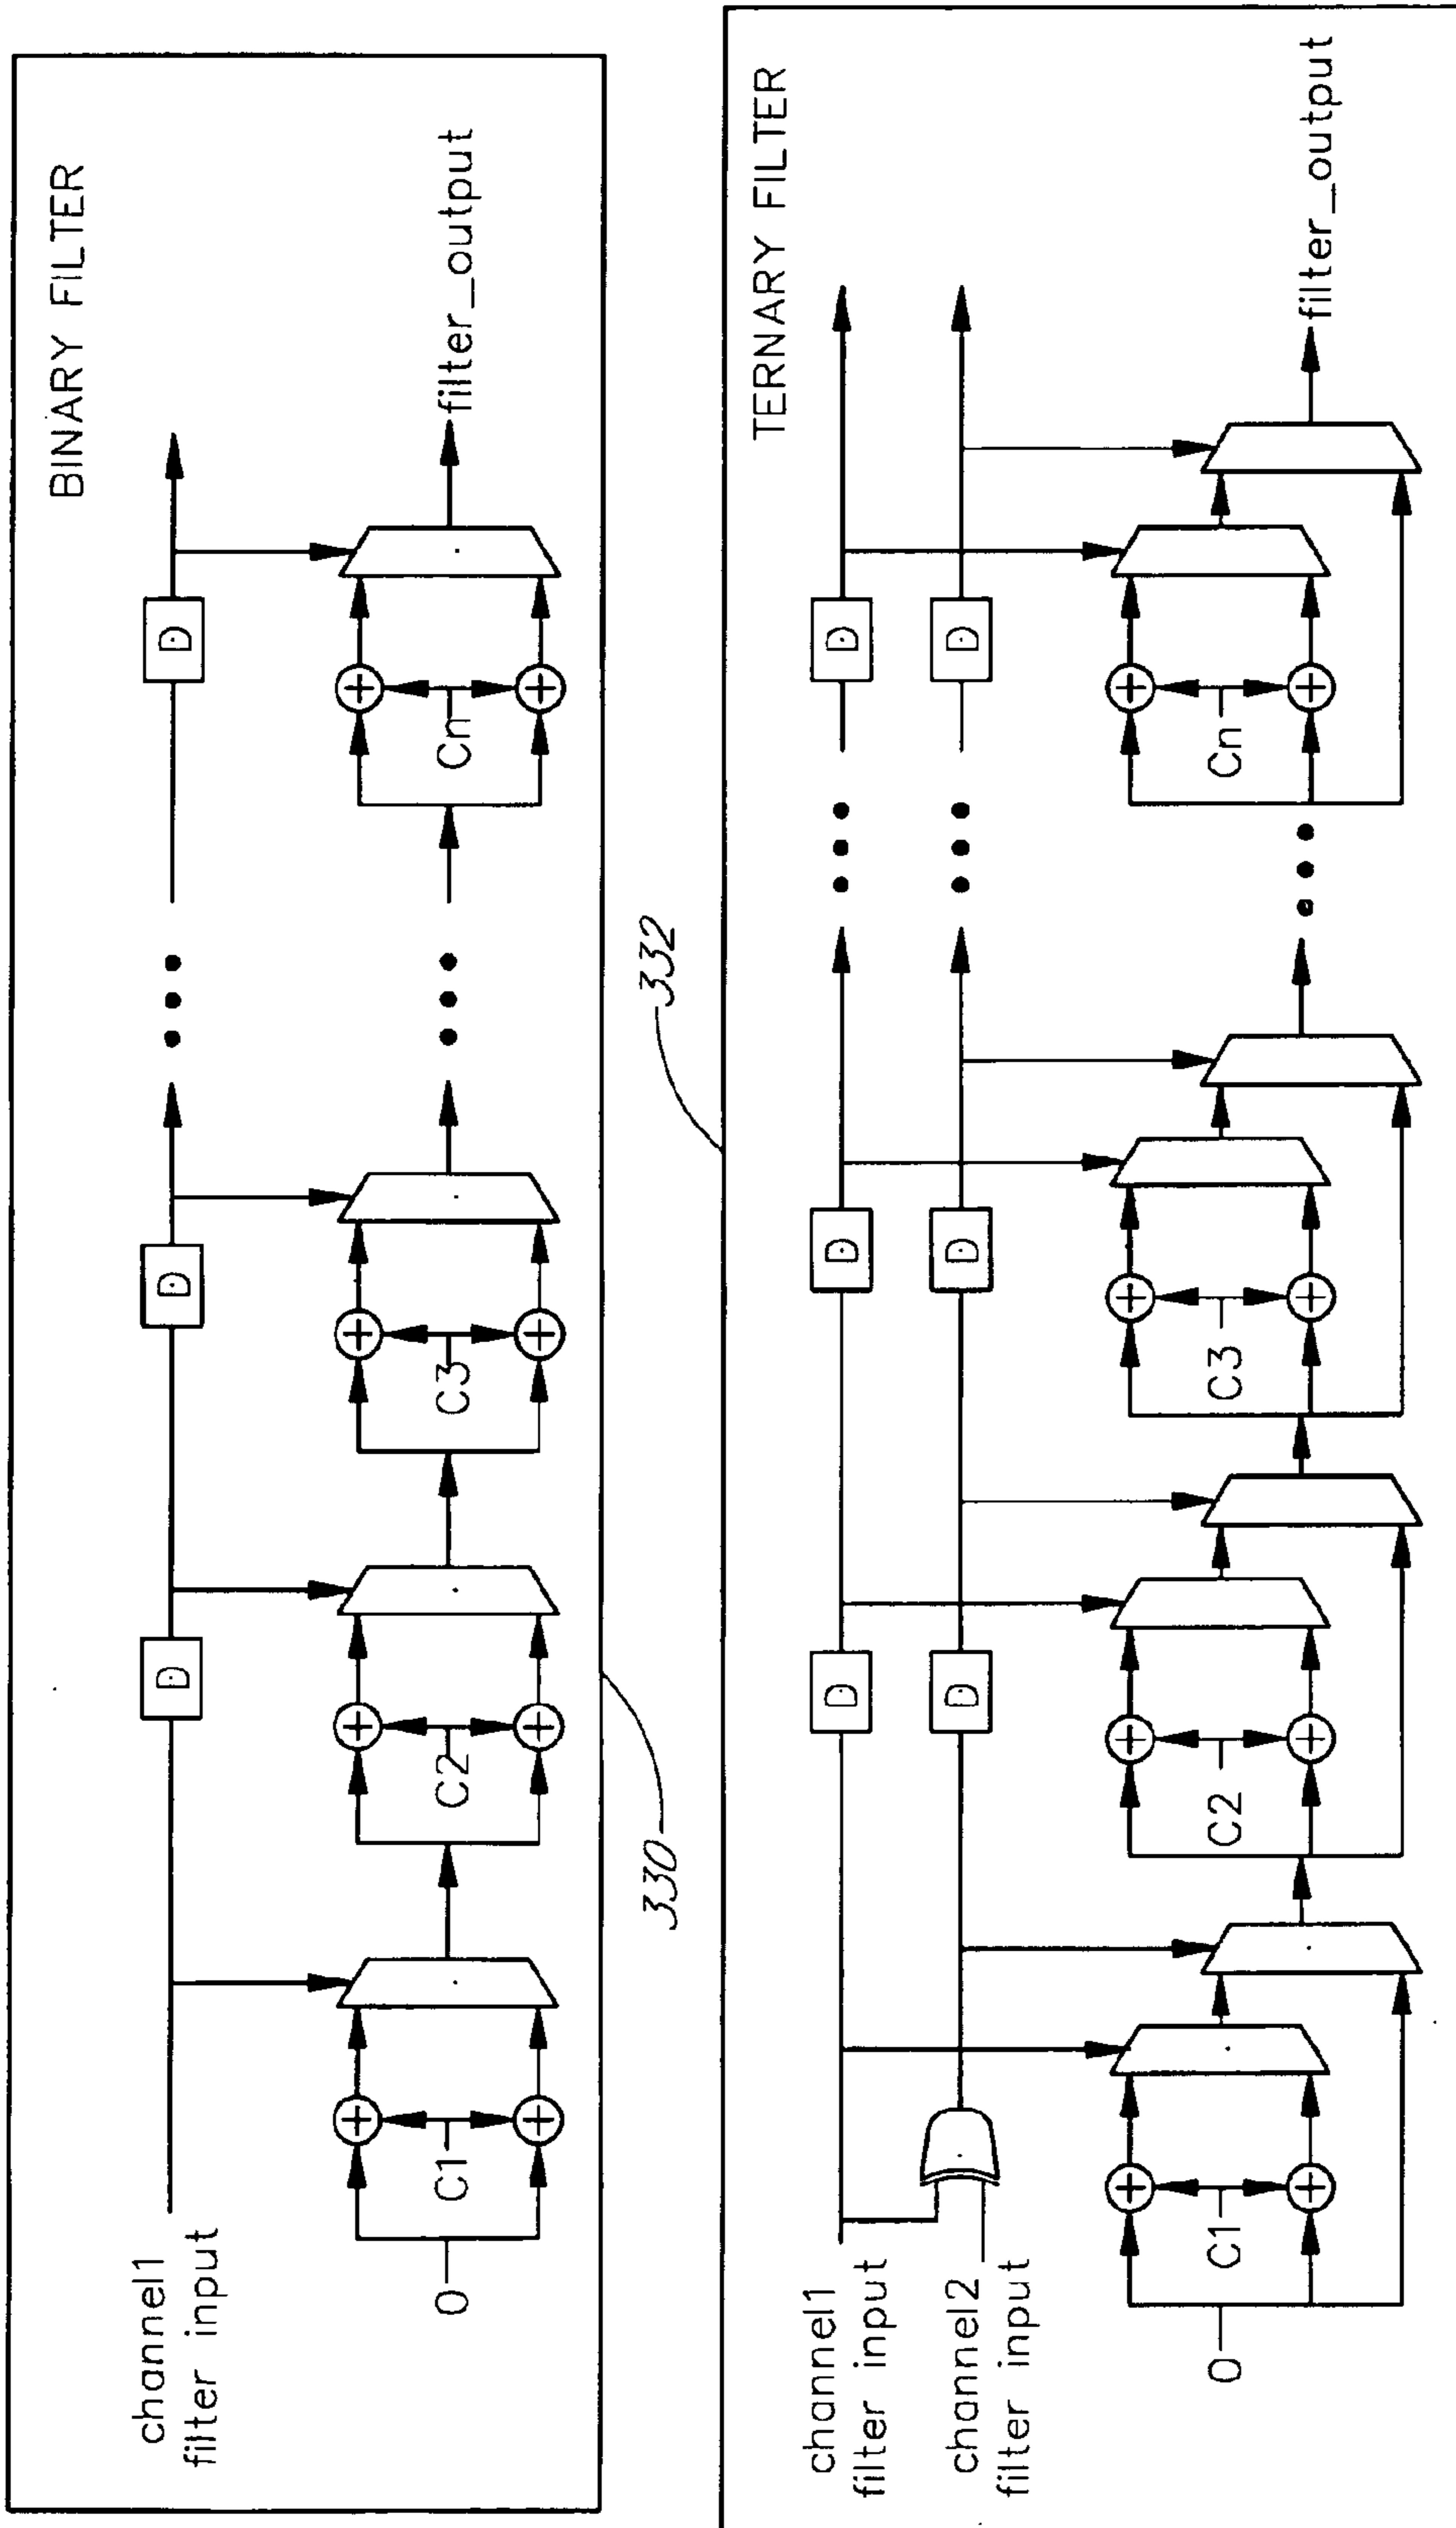 BINARY FILTER
channel1
filter input
D
D
D
0
C1
C2
C3
Cn
filter_output
330
332
TERNARY FILTER
channel1
filter input
channel2
filter input
D
D
D
D
D
D
0
C1
C2
C3
Cn
filter_output